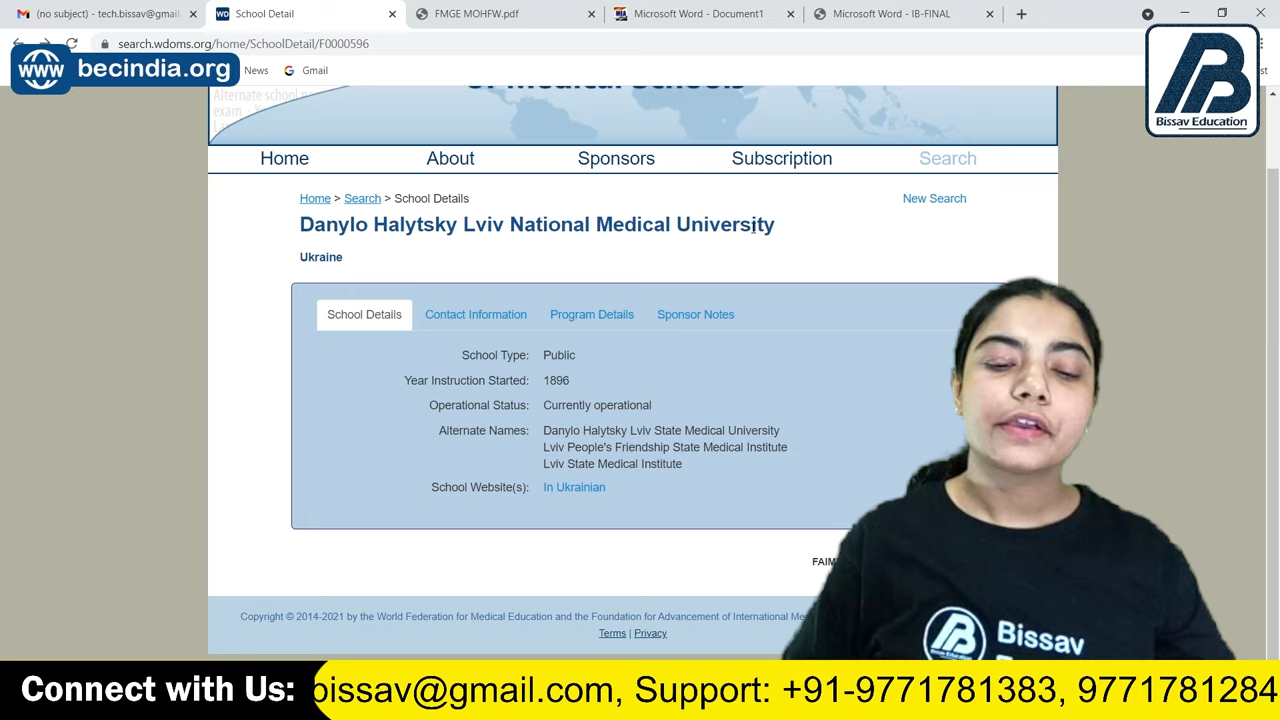 (no subject) - tech.bissav@gmail.
School Detail
FMGE MOHFW.pdf
Microsoft Word - Document1
Microsoft Word - IB-FINAL
search.wdoms.org/home/SchoolDetail/F0000596
www becindia.org
News
Gmail
Bissav Education
Alternate school
exam
of Medical Schools
Home About Sponsors Subscription Search
Home > Search > School Details
New Search
Danylo Halytsky Lviv National Medical University
Ukraine
School Details Contact Information Program Details Sponsor Notes
School Type: Public
Year Instruction Started: 1896
Operational Status: Currently operational
Alternate Names: Danylo Halytsky Lviv State Medical University
Lviv People's Friendship State Medical Institute
Lviv State Medical Institute
School Website(s): In Ukrainian
Copyright © 2014-2021 by the World Federation for Medical Education and the Foundation for Advancement of International
Terms | Privacy
Bissav
Connect with Us: bissav@gmail.com, Support: +91-9771781383, 9771781284